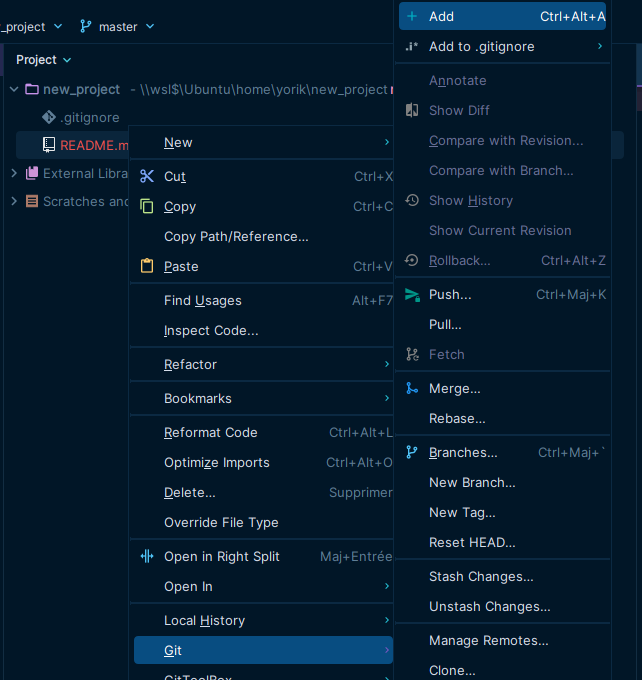 _project
master
Project
new_project - \\wsl$\Ubuntu\home\yorik\new_project
.gitignore
README.m
External Libra
Scratches and
New
Cut Ctrl+X
Copy Ctrl+C
Copy Path/Reference...
Paste Ctrl+V
Find Usages Alt+F7
Inspect Code...
Refactor
Bookmarks
Reformat Code Ctrl+Alt+L
Optimize Imports Ctrl+Alt+O
Delete... Supprimer
Override File Type
Open in Right Split Maj+Entrée
Open In
Local History
Git
GitToolBox
Add Ctrl+Alt+A
Add to .gitignore
Annotate
Show Diff
Compare with Revision...
Compare with Branch...
Show History
Show Current Revision
Rollback... Ctrl+Alt+Z
Push... Ctrl+Maj+K
Pull...
Fetch
Merge...
Rebase...
Branches... Ctrl+Maj+`
New Branch...
New Tag...
Reset HEAD...
Stash Changes...
Unstash Changes...
Manage Remotes...
Clone...